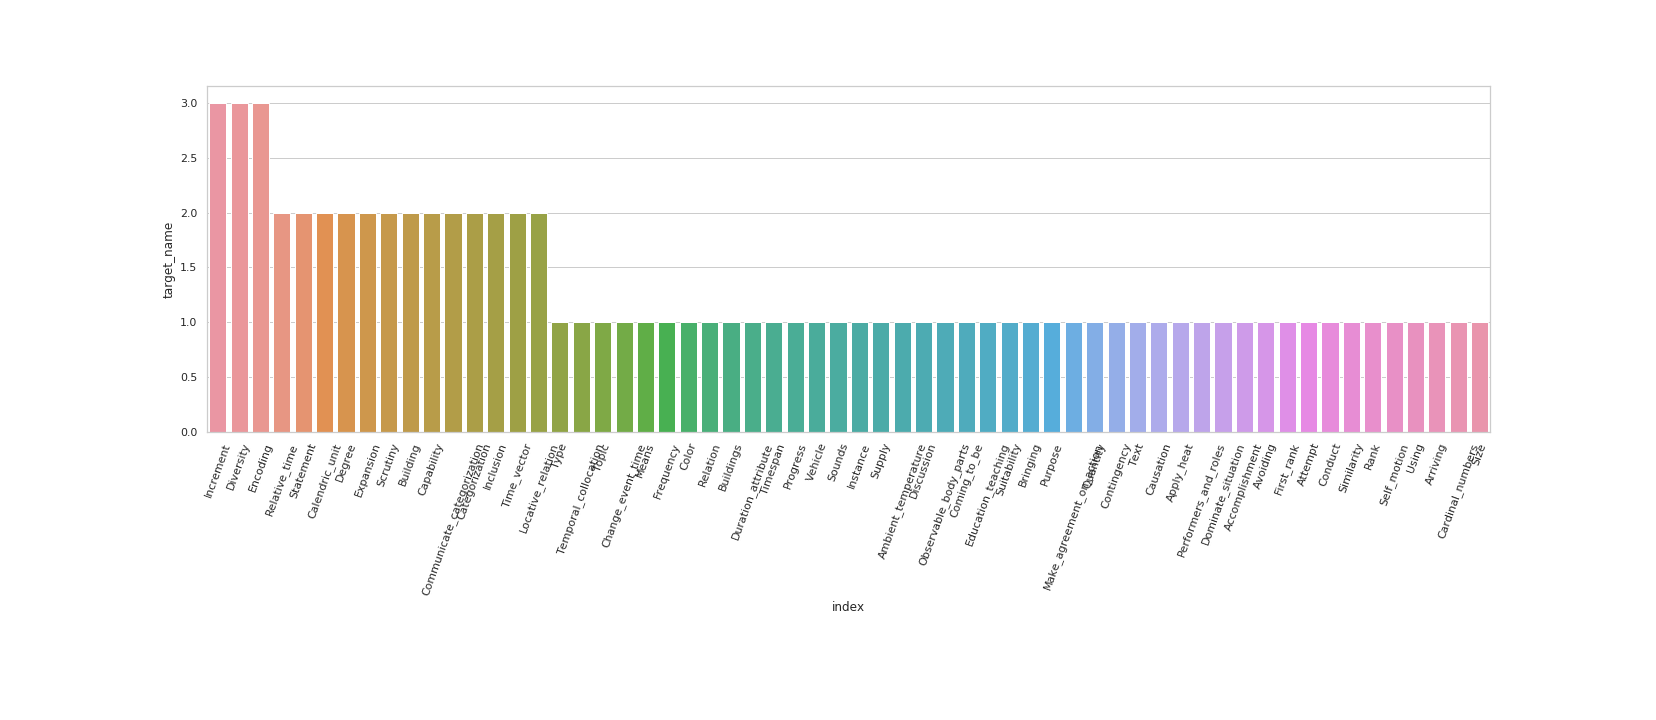 3.0
2.5
2.0
1.5
1.0
0.5
0.0
target_name
Increment
Diversity
Encoding
Relative_time
Statement
Calendric_unit
Degree
Expansion
Scrutiny
Building
Capability
Communicate_categorization
Categorization
Inclusion
Time_vector
Locative_relation
Type
Temporal_collocation
Topic
Change_event_time
Means
Frequency
Color
Relation
Buildings
Duration_attribute
Timespan
Progress
Vehicle
Sounds
Instance
Supply
Ambient_temperature
Discussion
Observable_body_parts
Coming_to_be
Education_teaching
Suitability
Bringing
Purpose
Make_agreement_on_action
Quantity
Contingency
Text
Causation
Apply_heat
Performers_and_roles
Dominate_situation
Accomplishment
Avoiding
First_rank
Attempt
Conduct
Similarity
Rank
Self_motion
Using
Arriving
Cardinal_numbers
Size
index